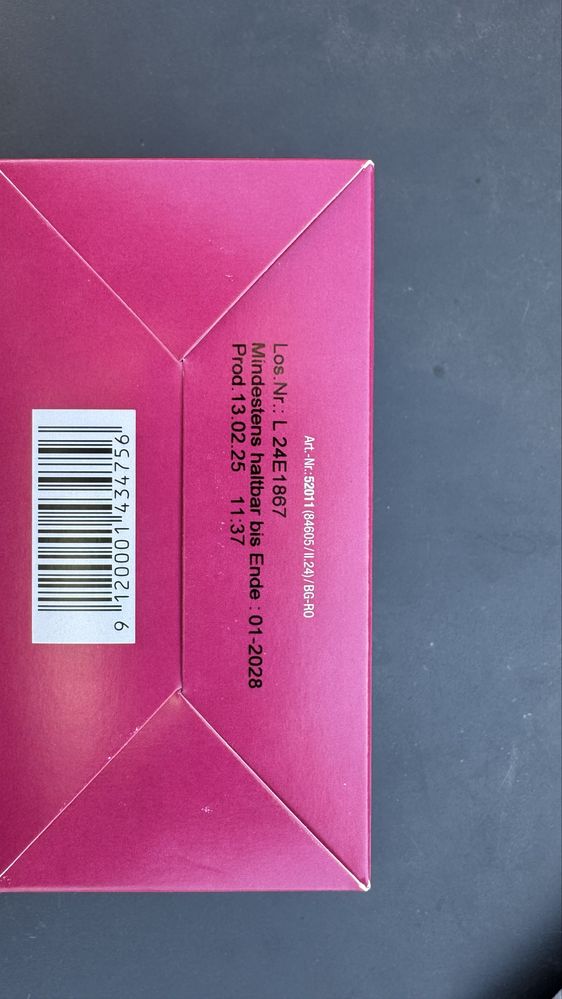 Art.-Nr.: 52011 (84605/II.24)/BG-RO
Los.Nr.: L 24E1867
Mindestens haltbar bis Ende : 01-2028
Prod.13.02.25 11:37
9 120001 434756